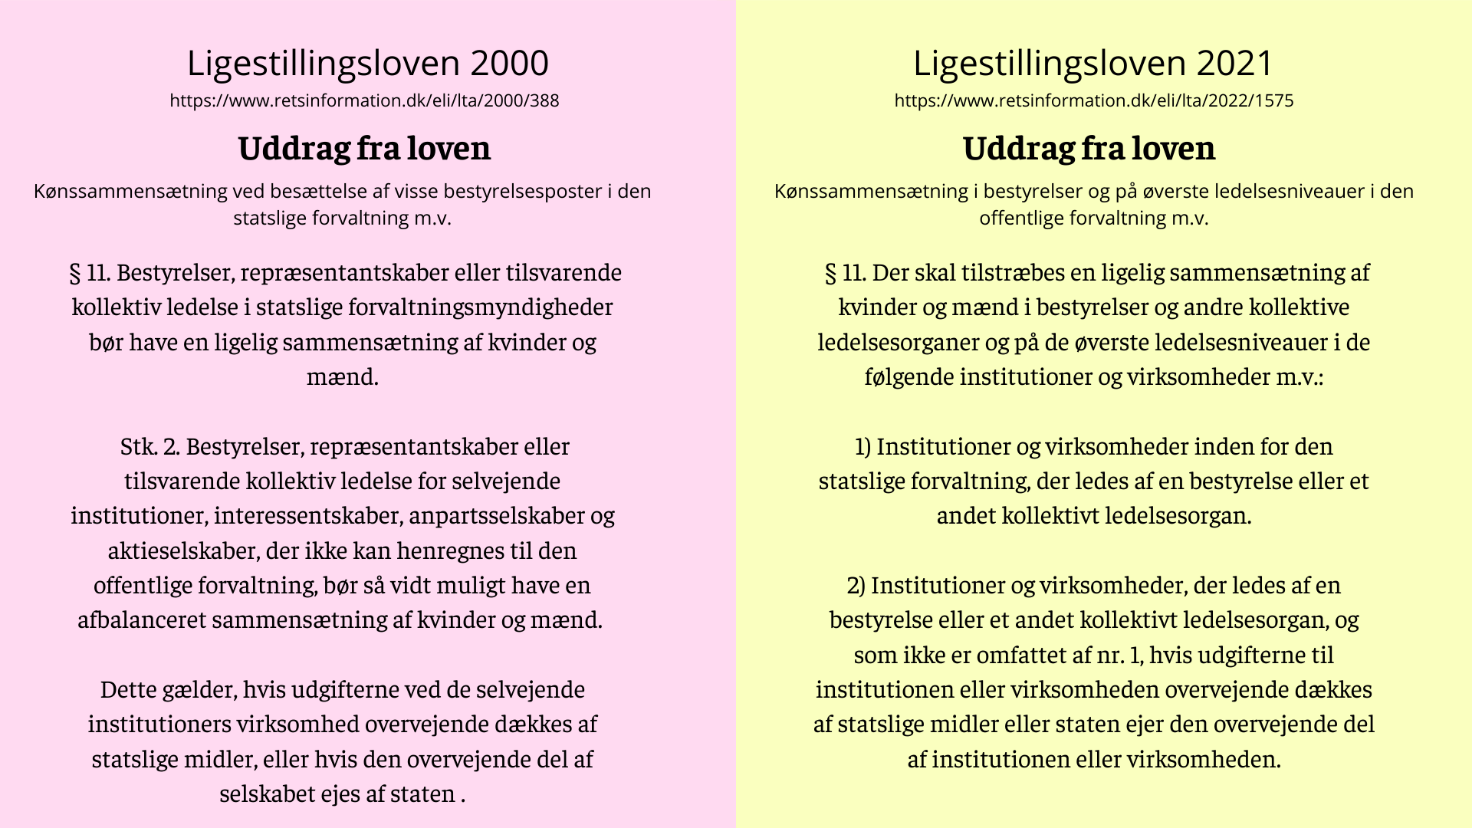 Ligestillingsloven 2000
https://www.retsinformation.dk/eli/lta/2000/388
Uddrag fra loven
Kønssammensætning ved besættelse af visse bestyrelsesposter i den
statslige forvaltning m.v.
§ 11. Bestyrelser, repræsentantskaber eller tilsvarende
kollektiv ledelse i statslige forvaltningsmyndigheder
bør have en ligelig sammensætning af kvinder og
mænd.
Stk. 2. Bestyrelser, repræsentantskaber eller
tilsvarende kollektiv ledelse for selvejende
institutioner, interessentskaber, anpartsselskaber og
aktieselskaber, der ikke kan henregnes til den
offentlige forvaltning, bør så vidt muligt have en
afbalanceret sammensætning af kvinder og mænd.
Dette gælder, hvis udgifterne ved de selvejende
institutioners virksomhed overvejende dækkes af
statslige midler, eller hvis den overvejende del af
selskabet ejes af staten .
Ligestillingsloven 2021
https://www.retsinformation.dk/eli/lta/2022/1575
Uddrag fra loven
Kønssammensætning i bestyrelser og på øverste ledelsesniveauer i den
offentlige forvaltning m.v.
§ 11. Der skal tilstræbes en ligelig sammensætning af
kvinder og mænd i bestyrelser og andre kollektive
ledelsesorganer og på de øverste ledelsesniveauer i de
følgende institutioner og virksomheder m.v.:
1) Institutioner og virksomheder inden for den
statslige forvaltning, der ledes af en bestyrelse eller et
andet kollektivt ledelsesorgan.
2) Institutioner og virksomheder, der ledes af en
bestyrelse eller et andet kollektivt ledelsesorgan, og
som ikke er omfattet af nr. 1, hvis udgifterne til
institutionen eller virksomheden overvejende dækkes
af statslige midler eller staten ejer den overvejende del
af institutionen eller virksomheden.